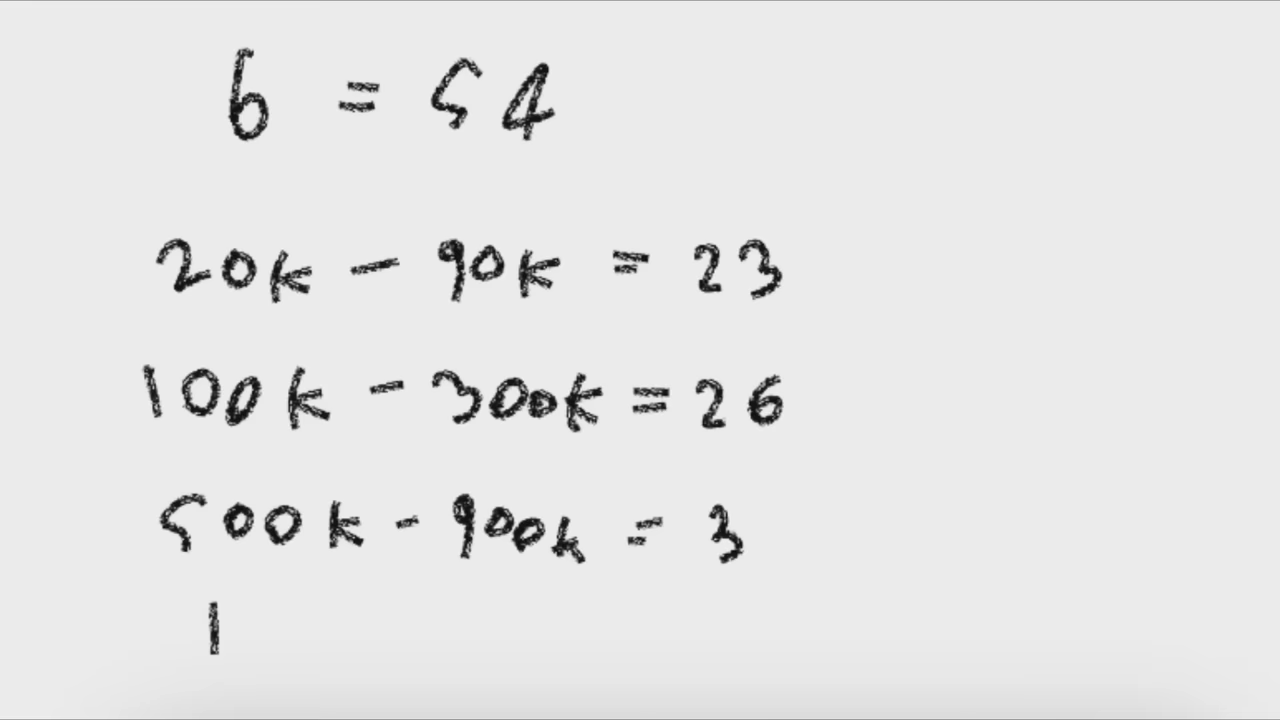 6 = 54
20k - 90k = 23
100k - 300k = 26
500k - 900k = 3
1